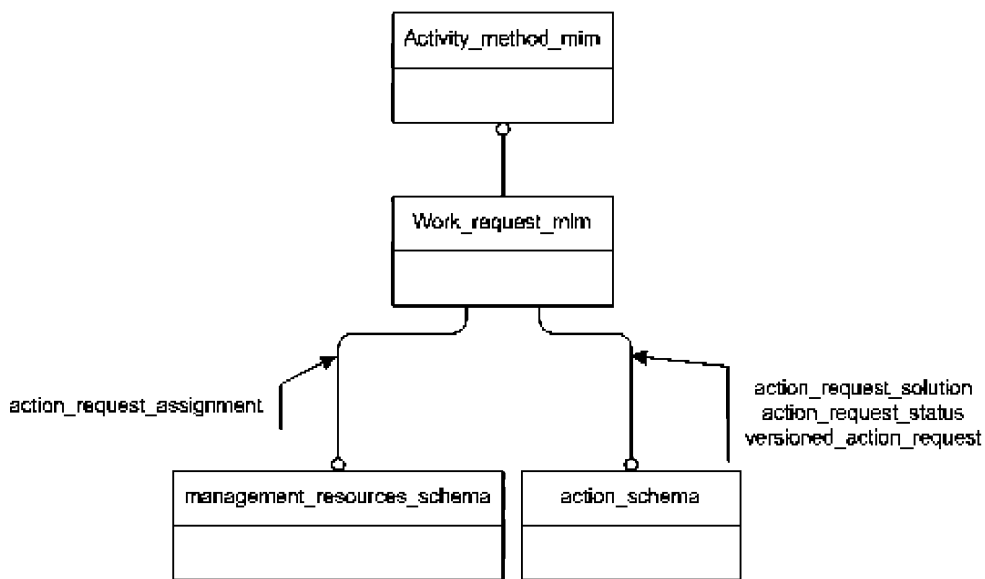 Activity_method_mim
Work_request_mim
action_request_assignment
action_request_solution
action_request_status
versioned_action_request
management_resources_schema
action_schema